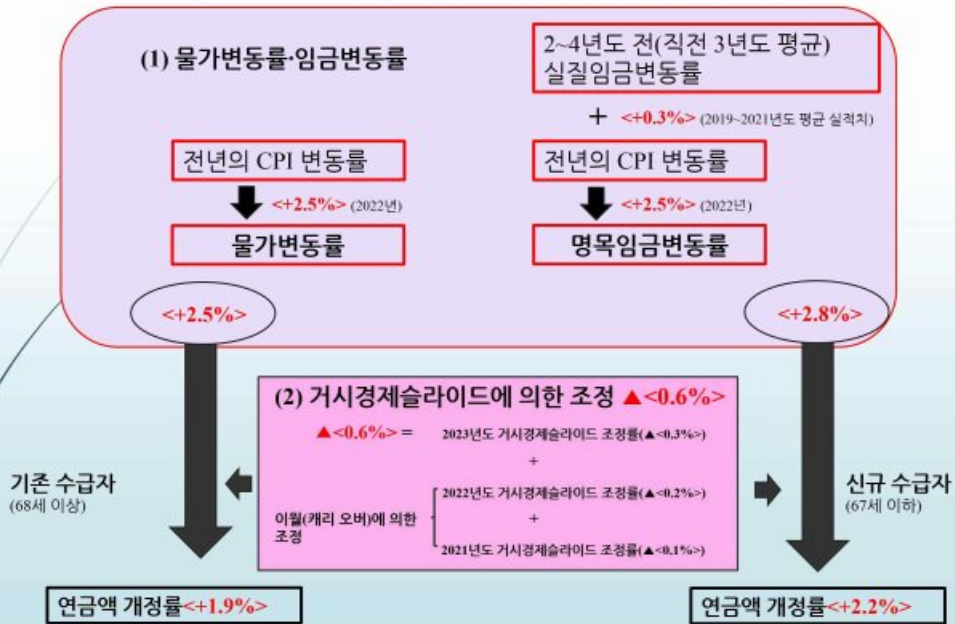 (1) 물가변동률·임금변동률
2~4년도 전(직전 3년도 평균)
실질임금변동률
+ <+0.3%> (2019~2021년도 평균 실적치)
전년의 CPI 변동률
<+2.5%> (2022년)
물가변동률
전년의 CPI 변동률
<+2.5%> (2022년)
명목임금변동률
<+2.5%>
<+2.8%>
(2) 거시경제슬라이드에 의한 조정 ▲<0.6%>
▲<0.6%> = 2023년도 거시경제슬라이드 조정률(▲<0.3%>)
+
이월(캐리 오버)에 의한
조정
2022년도 거시경제슬라이드 조정률(▲<0.2%>)
+
2021년도 거시경제슬라이드 조정률(▲<0.1%>)
기존 수급자
(68세 이상)
신규 수급자
(67세 이하)
연금액 개정률<+1.9%>
연금액 개정률<+2.2%>